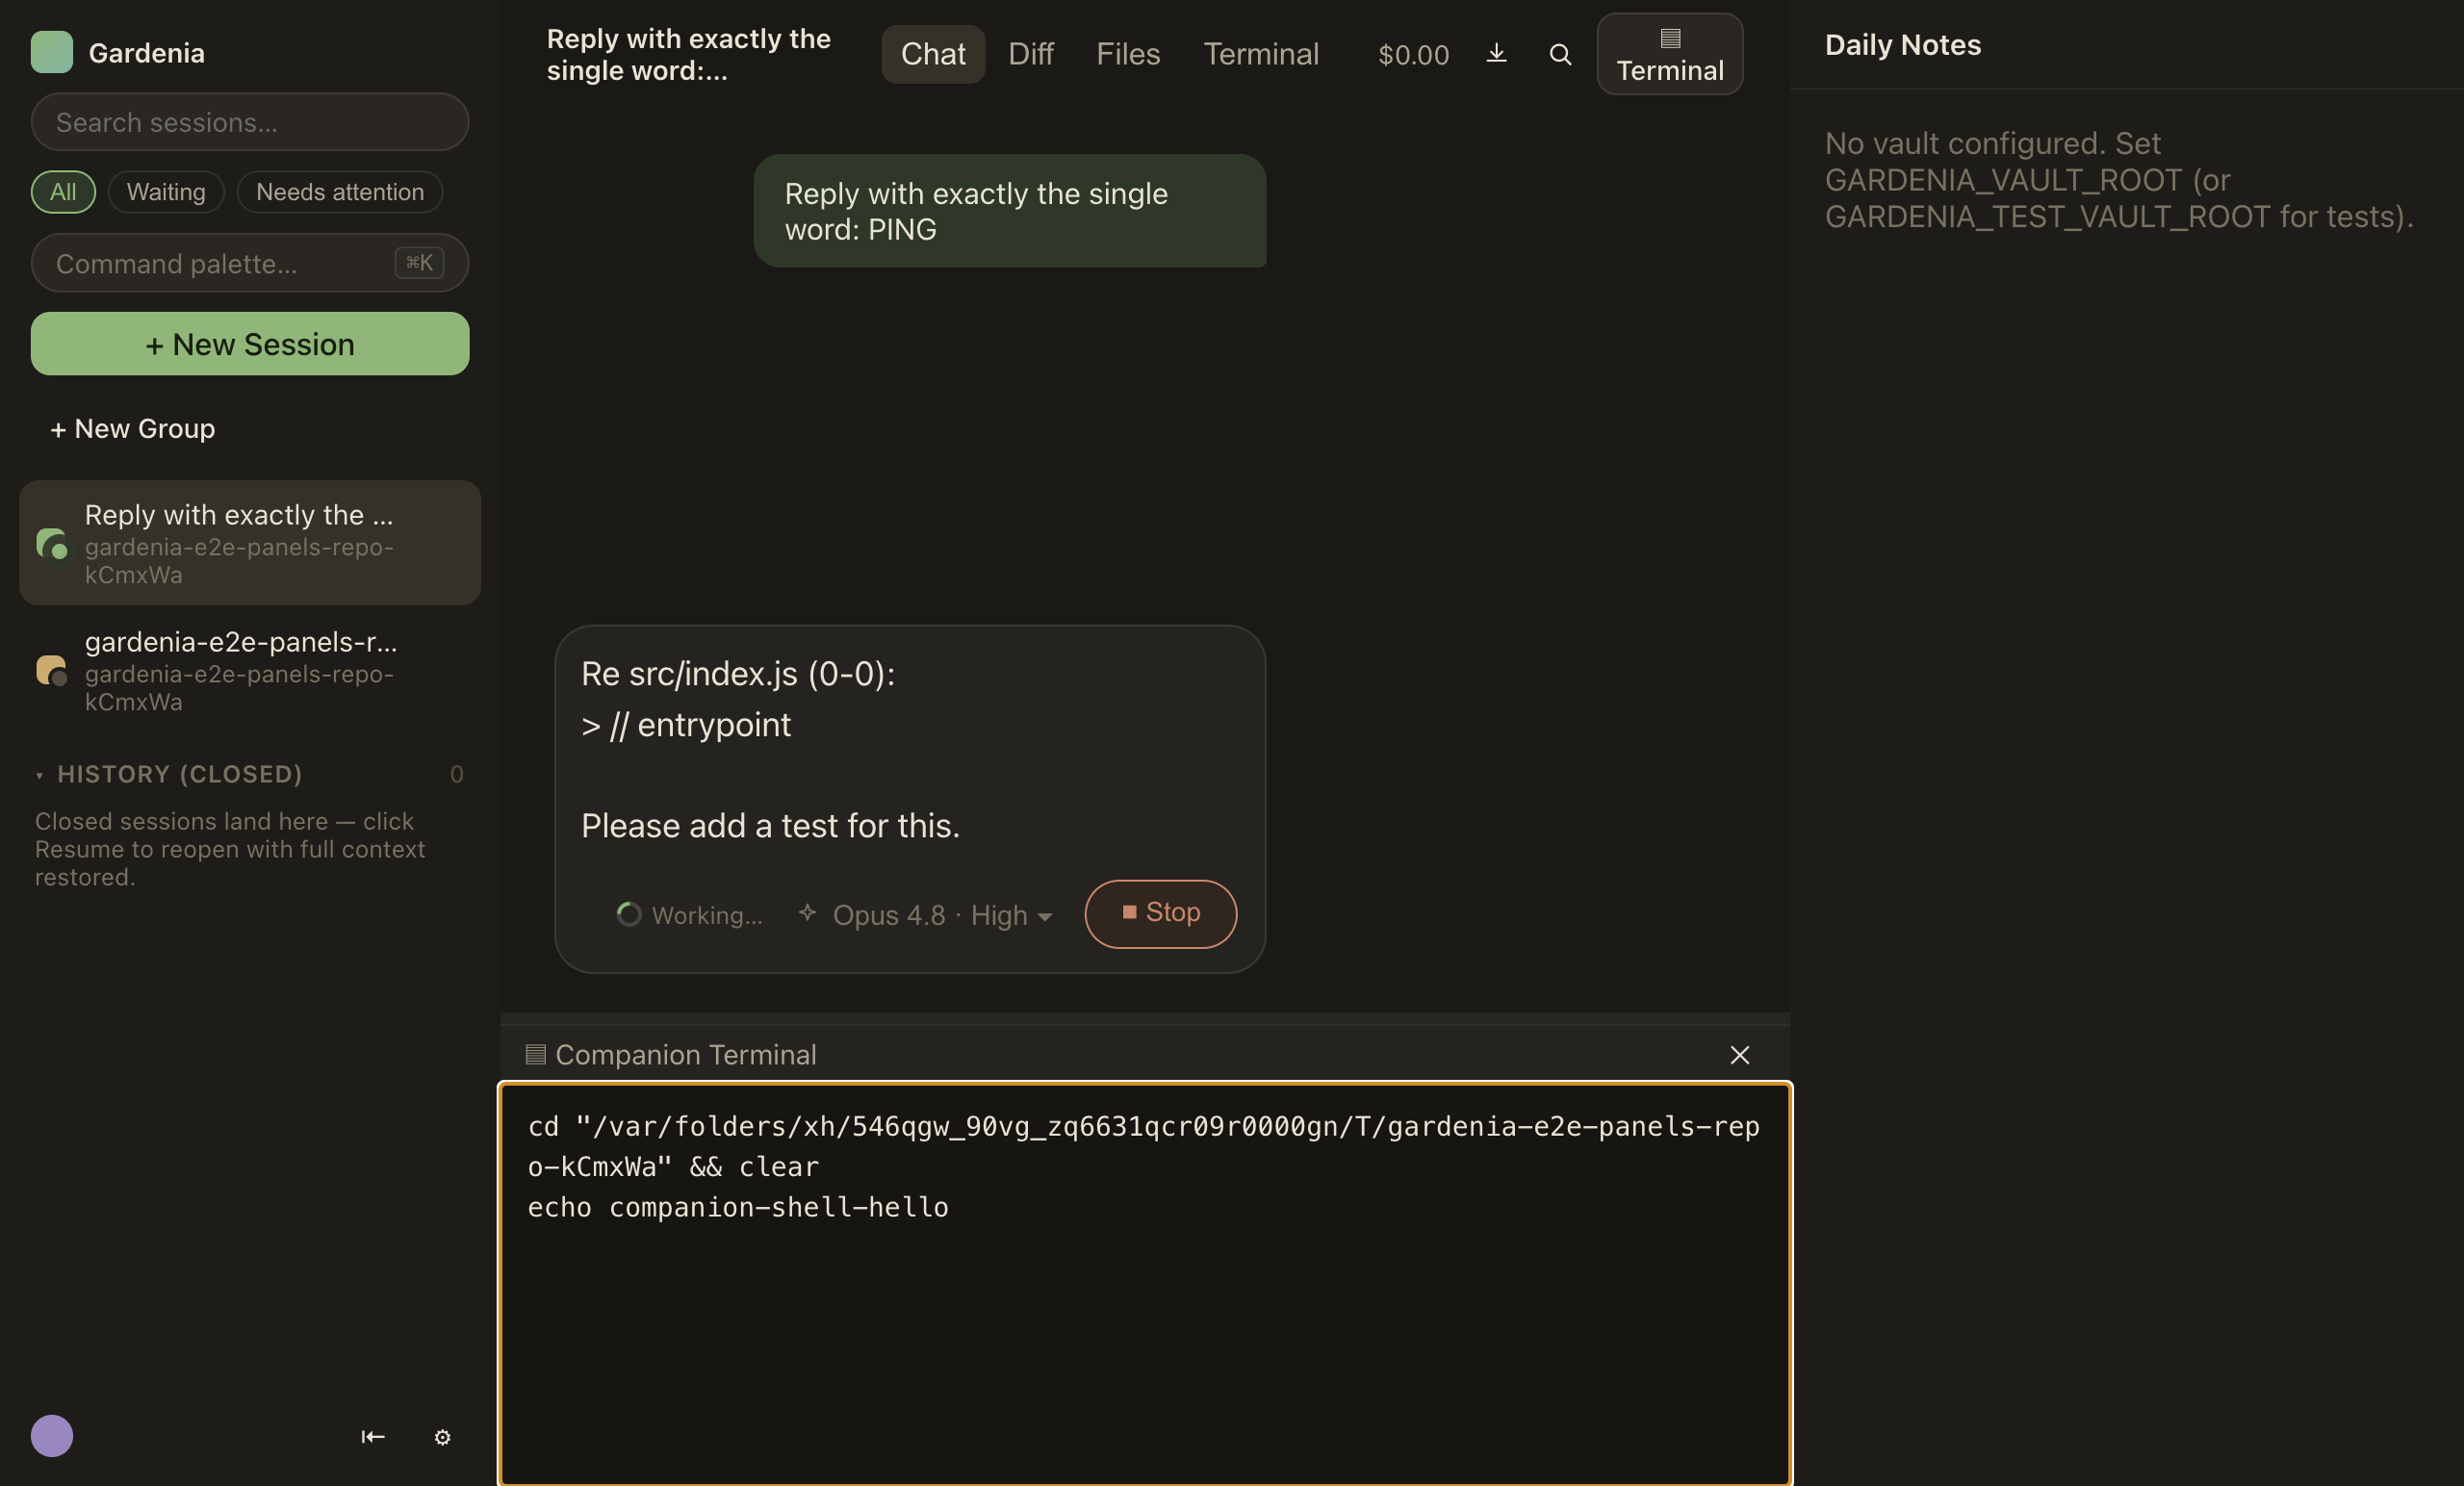 Gardenia
Search sessions...
All
Waiting
Needs attention
Command palette...
⌘K
+ New Session
+ New Group
Reply with exactly the ...
gardenia-e2e-panels-repo-
kCmxWa
gardenia-e2e-panels-r...
gardenia-e2e-panels-repo-
kCmxWa
HISTORY (CLOSED)
0
Closed sessions land here — click
Resume to reopen with full context
restored.
Reply with exactly the
single word:...
Chat
Diff
Files
Terminal
$0.00
Terminal
Reply with exactly the single
word: PING
Re src/index.js (0-0):
> // entrypoint
Please add a test for this.
Working...
Opus 4.8 · High
Stop
Companion Terminal
cd "/var/folders/xh/546qgw_90vg_zq6631qcr09r0000gn/T/gardenia-e2e-panels-rep
o-kCmxWa" && clear
echo companion-shell-hello
Daily Notes
No vault configured. Set
GARDENIA_VAULT_ROOT (or
GARDENIA_TEST_VAULT_ROOT for tests).